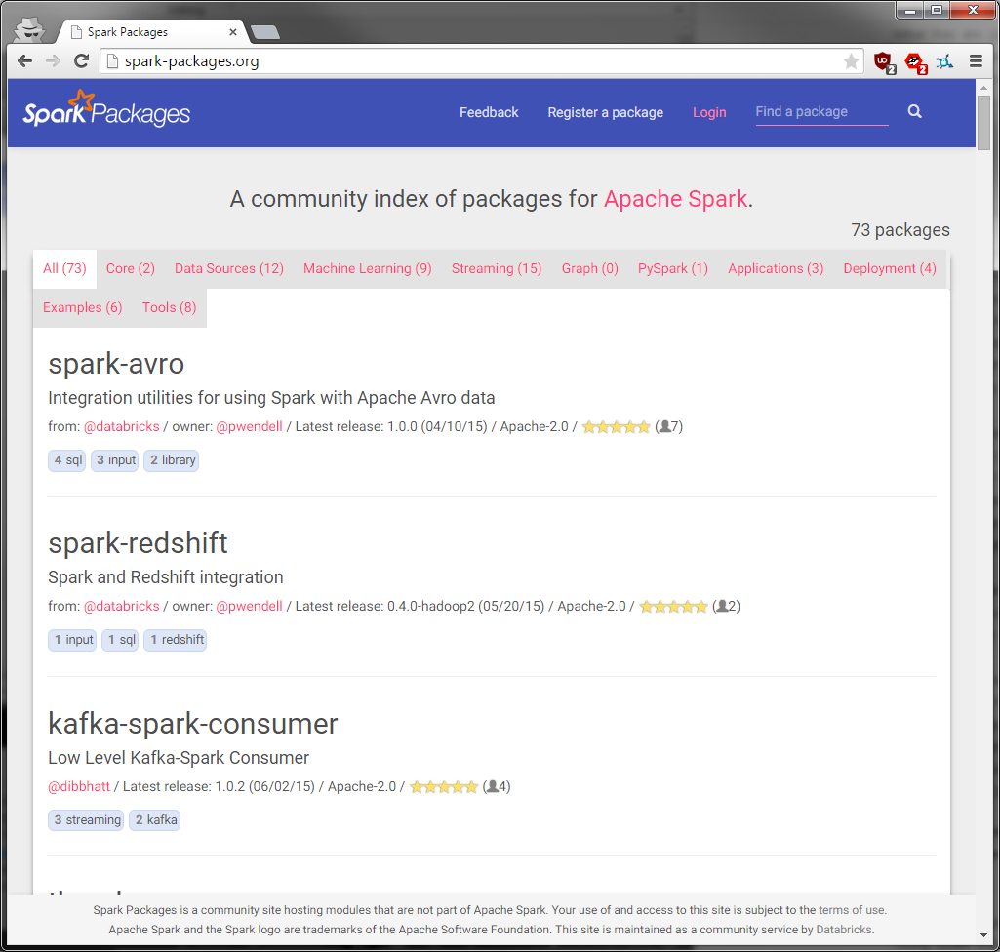 Spark Packages
spark-packages.org
2
2
Spark Packages
Feedback
Register a package
Login
Find a package
A community index of packages for Apache Spark.
73 packages
All (73) Core (2) Data Sources (12) Machine Learning (9) Streaming (15) Graph (0) PySpark (1) Applications (3) Deployment (4)
Examples (6) Tools (8)
spark-avro
Integration utilities for using Spark with Apache Avro data
from: @databricks / owner: @pwendell / Latest release: 1.0.0 (04/10/15) / Apache-2.0 / (7)
4 sql 3 input 2 library
spark-redshift
Spark and Redshift integration
from: @databricks / owner: @pwendell / Latest release: 0.4.0-hadoop2 (05/20/15) / Apache-2.0 / (2)
1 input 1 sql 1 redshift
kafka-spark-consumer
Low Level Kafka-Spark Consumer
@dibbhatt / Latest release: 1.0.2 (06/02/15) / Apache-2.0 / (4)
3 streaming 2 kafka
Spark Packages is a community site hosting modules that are not part of Apache Spark. Your use of and access to this site is subject to the terms of use.
Apache Spark and the Spark logo are trademarks of the Apache Software Foundation. This site is maintained as a community service by Databricks.